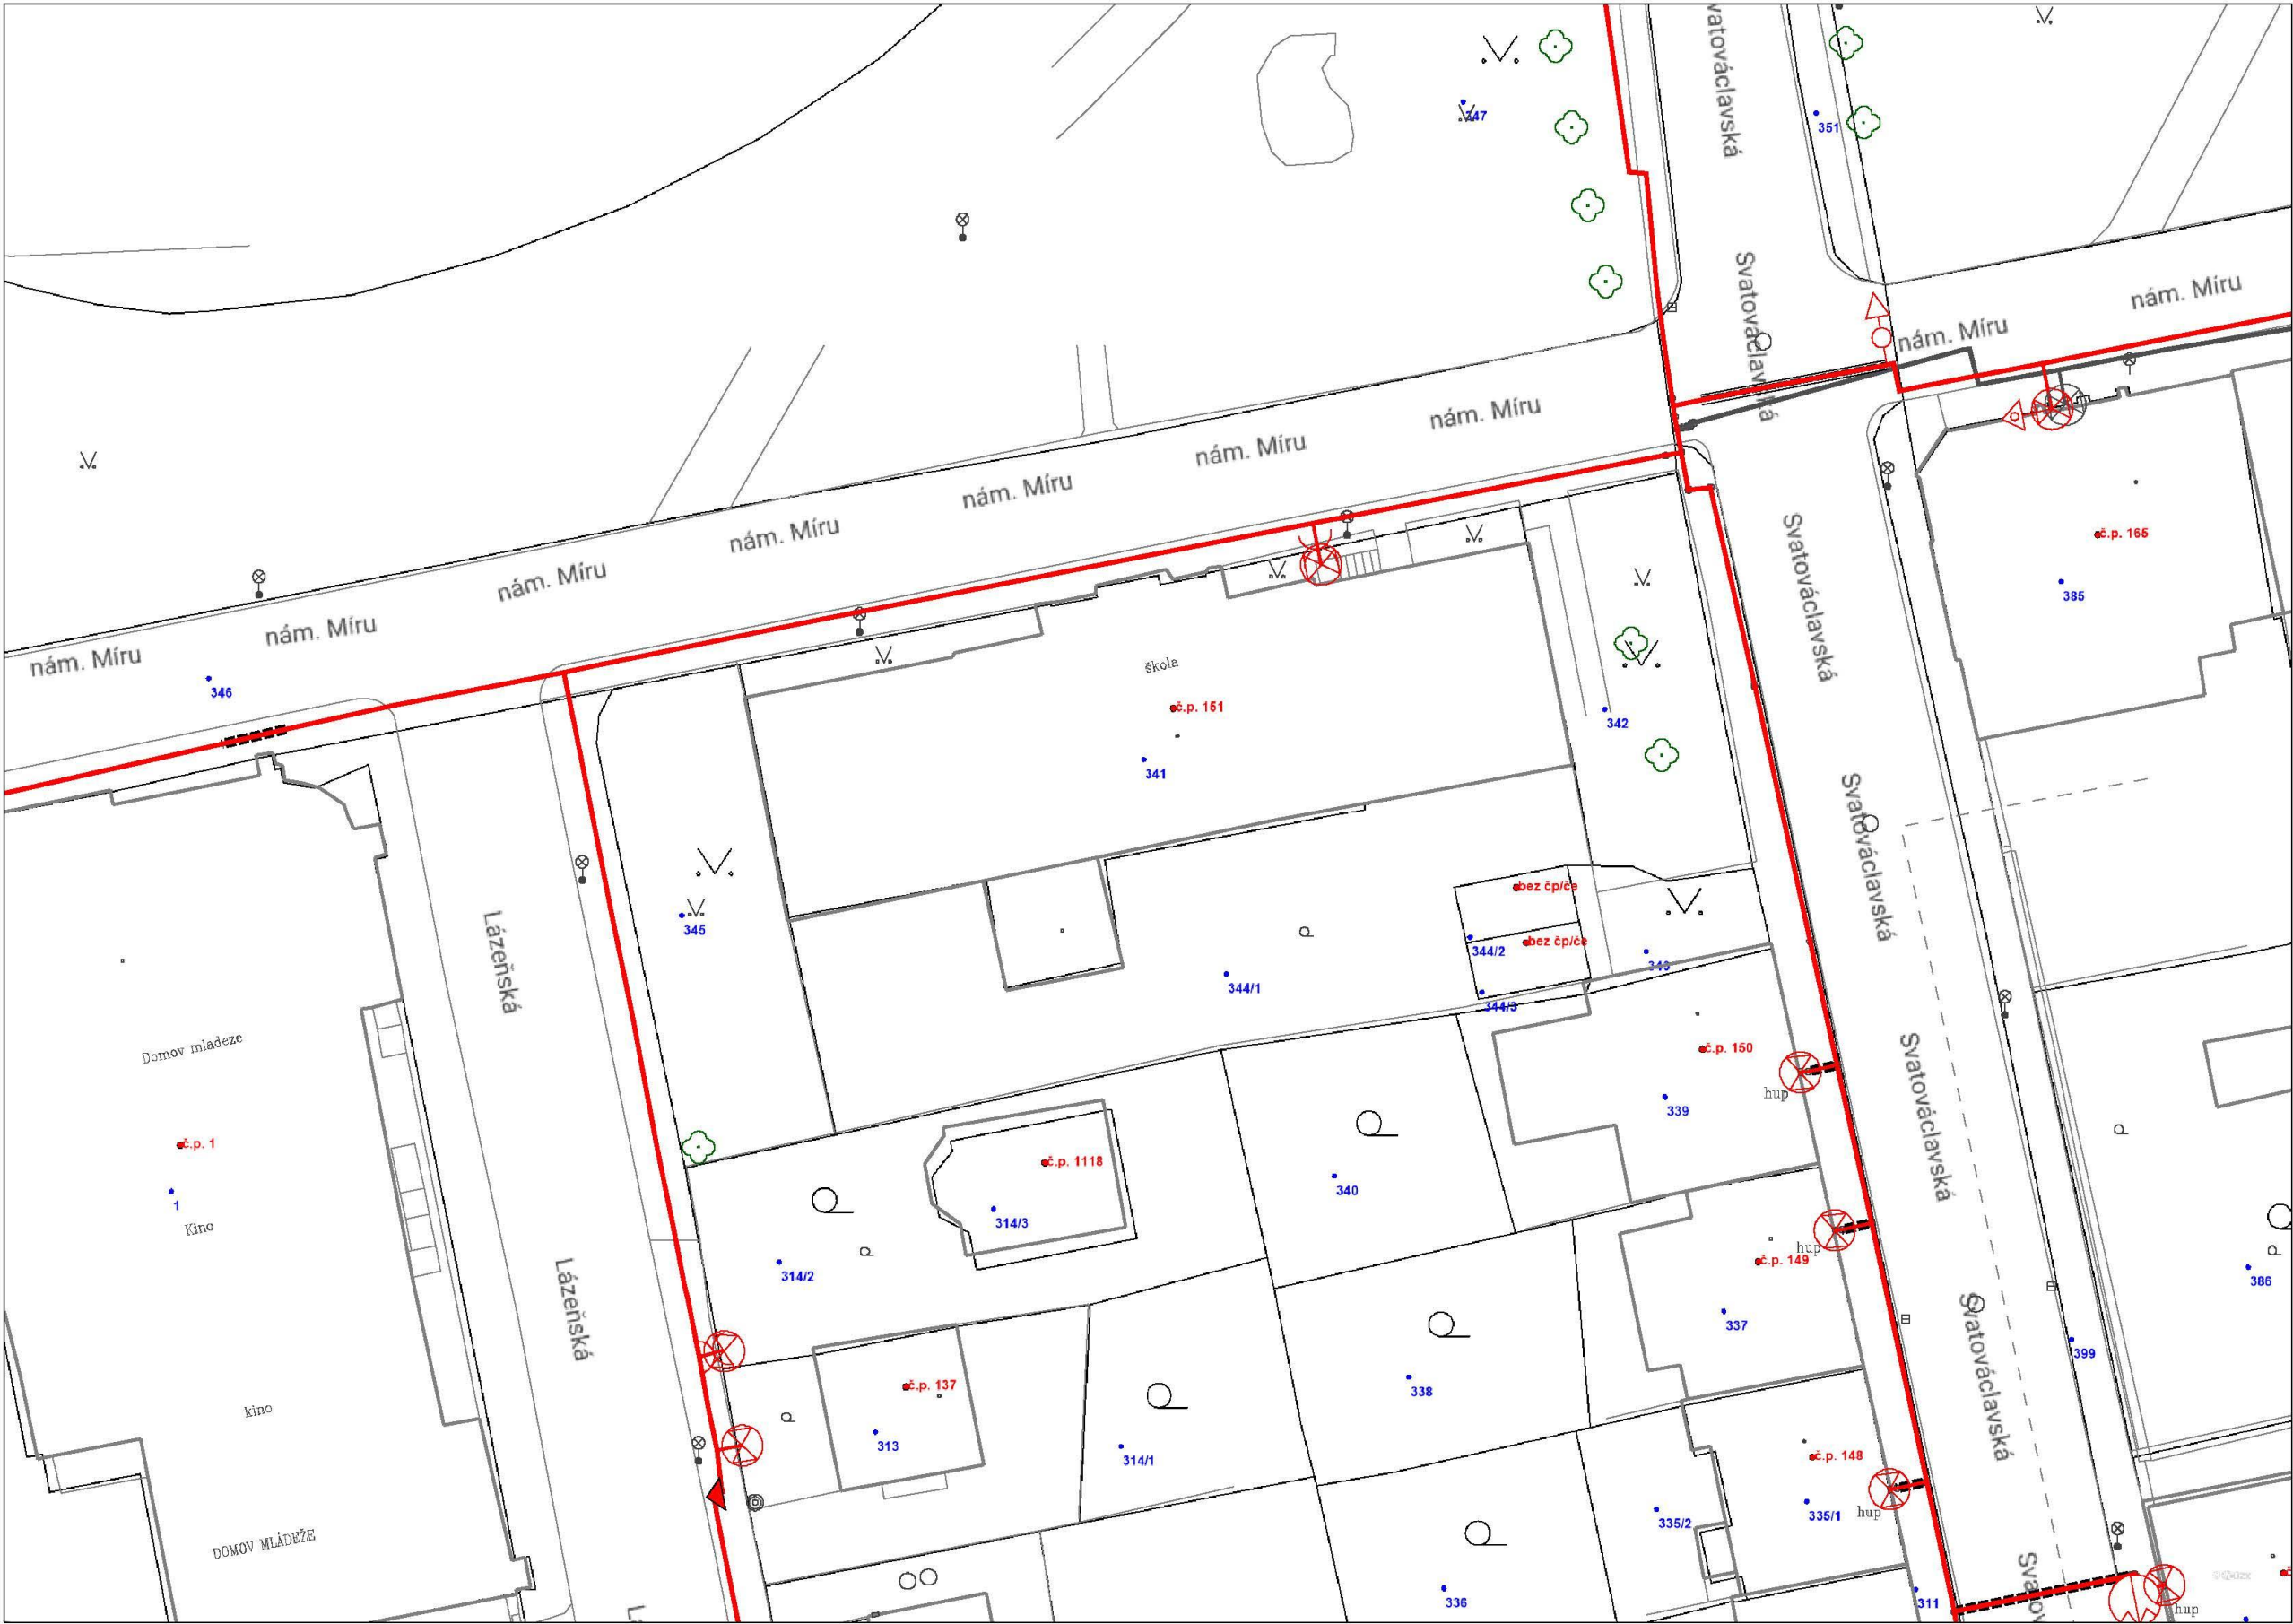 Svatováclavská
347
351
nám. Míru
Svatováclavská
nám. Míru
nám. Míru
nám. Míru
nám. Míru
nám. Míru
nám. Míru
nám. Míru
nám. Míru
č.p. 165
Svatováclavská
385
škola
346
č.p. 151
342
341
Svatováclavská
bez čp/če
345
344/2
bez čp/če
Lázeňská
344/1
344/3
Domov mladeze
č.p. 150
hup
339
Svatováclavská
č.p. 1
č.p. 1118
1
340
Kino
314/3
hup
č.p. 149
314/2
386
Lázeňská
337
Svatováclavská
399
č.p. 137
338
kino
313
314/1
č.p. 148
hup
335/1
335/2
DOMOV MLÁDEŽE
336
311
hup